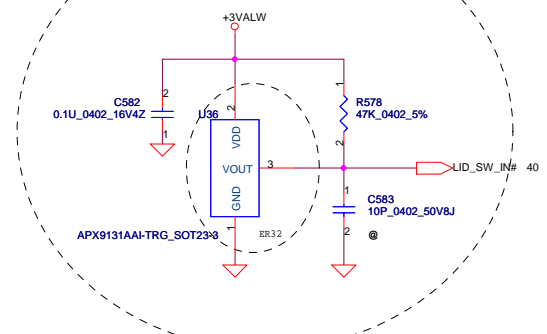 +3VALW
C582
0.1U_0402_16V4Z
2
1
U36
2
VDD
VOUT
GND
3
1
APX9131AAI-TRG_SOT23-3
ER32
1
R578
47K_0402_5%
2
LID_SW_IN# 40
1
C583
10P_0402_50V8J
2
@